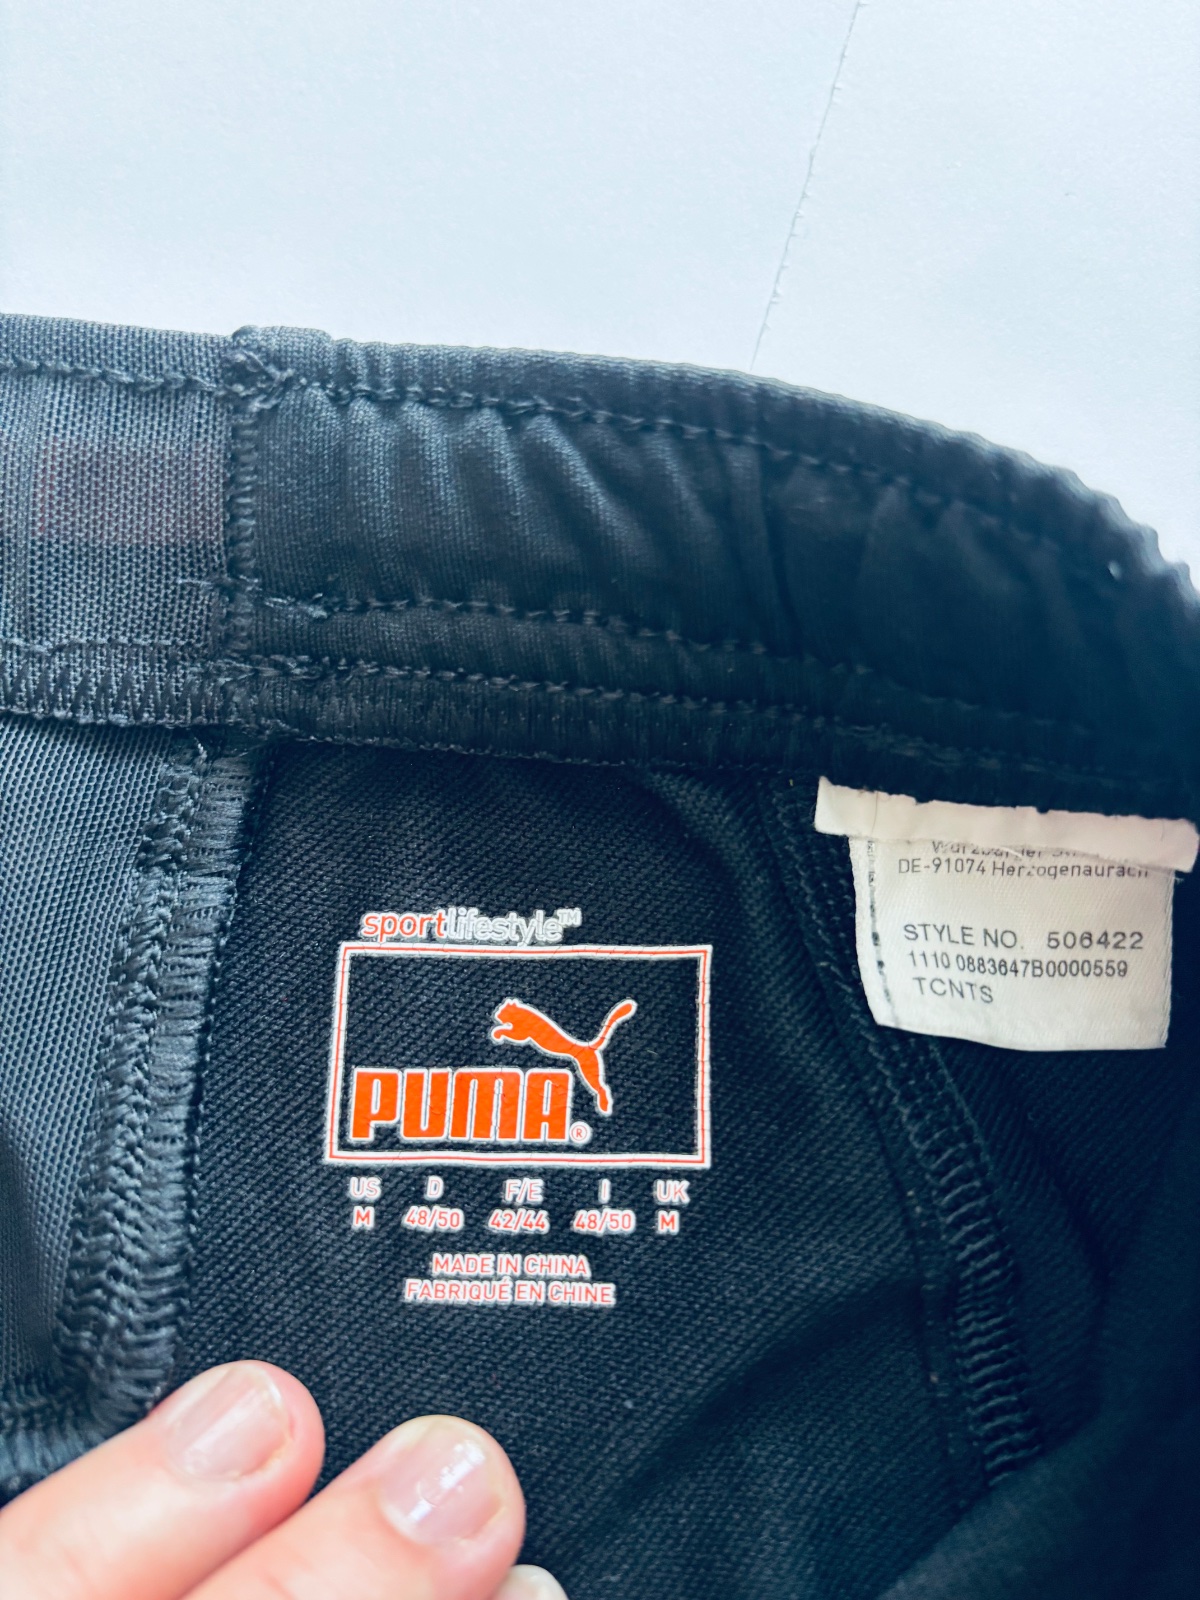 DE-91074 Herzogenaurach
STYLE NO. 506422
1110 0883647B0000559
TCNTS
sportlifestyle™
PUMA®
US D F/E I UK
M 48/50 42/44 48/50 M
MADE IN CHINA
FABRIQUÉ EN CHINE